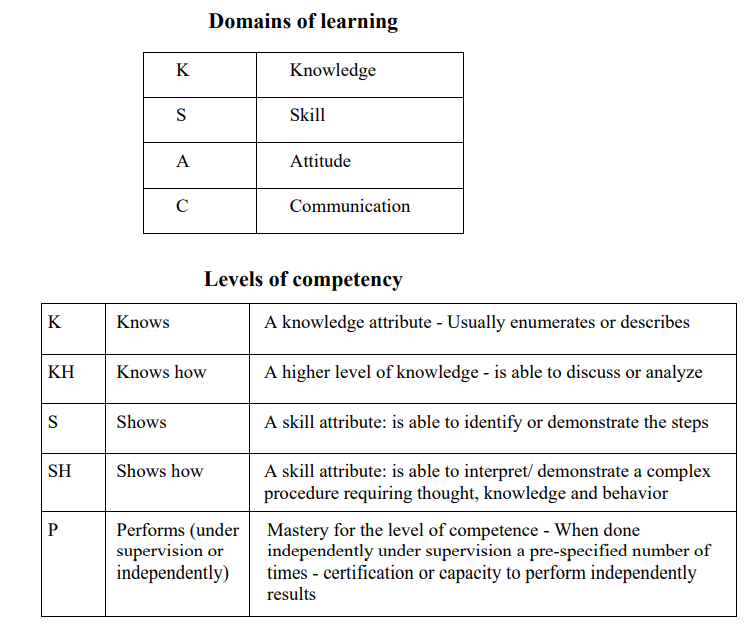 Domains of learning
K Knowledge
S Skill
A Attitude
C Communication
Levels of competency
K Knows A knowledge attribute - Usually enumerates or describes
KH Knows how A higher level of knowledge - is able to discuss or analyze
S Shows A skill attribute: is able to identify or demonstrate the steps
SH Shows how A skill attribute: is able to interpret/ demonstrate a complex
procedure requiring thought, knowledge and behavior
P Performs (under Mastery for the level of competence - When done
supervision or independently under supervision a pre-specified number of
independently) times - certification or capacity to perform independently
results